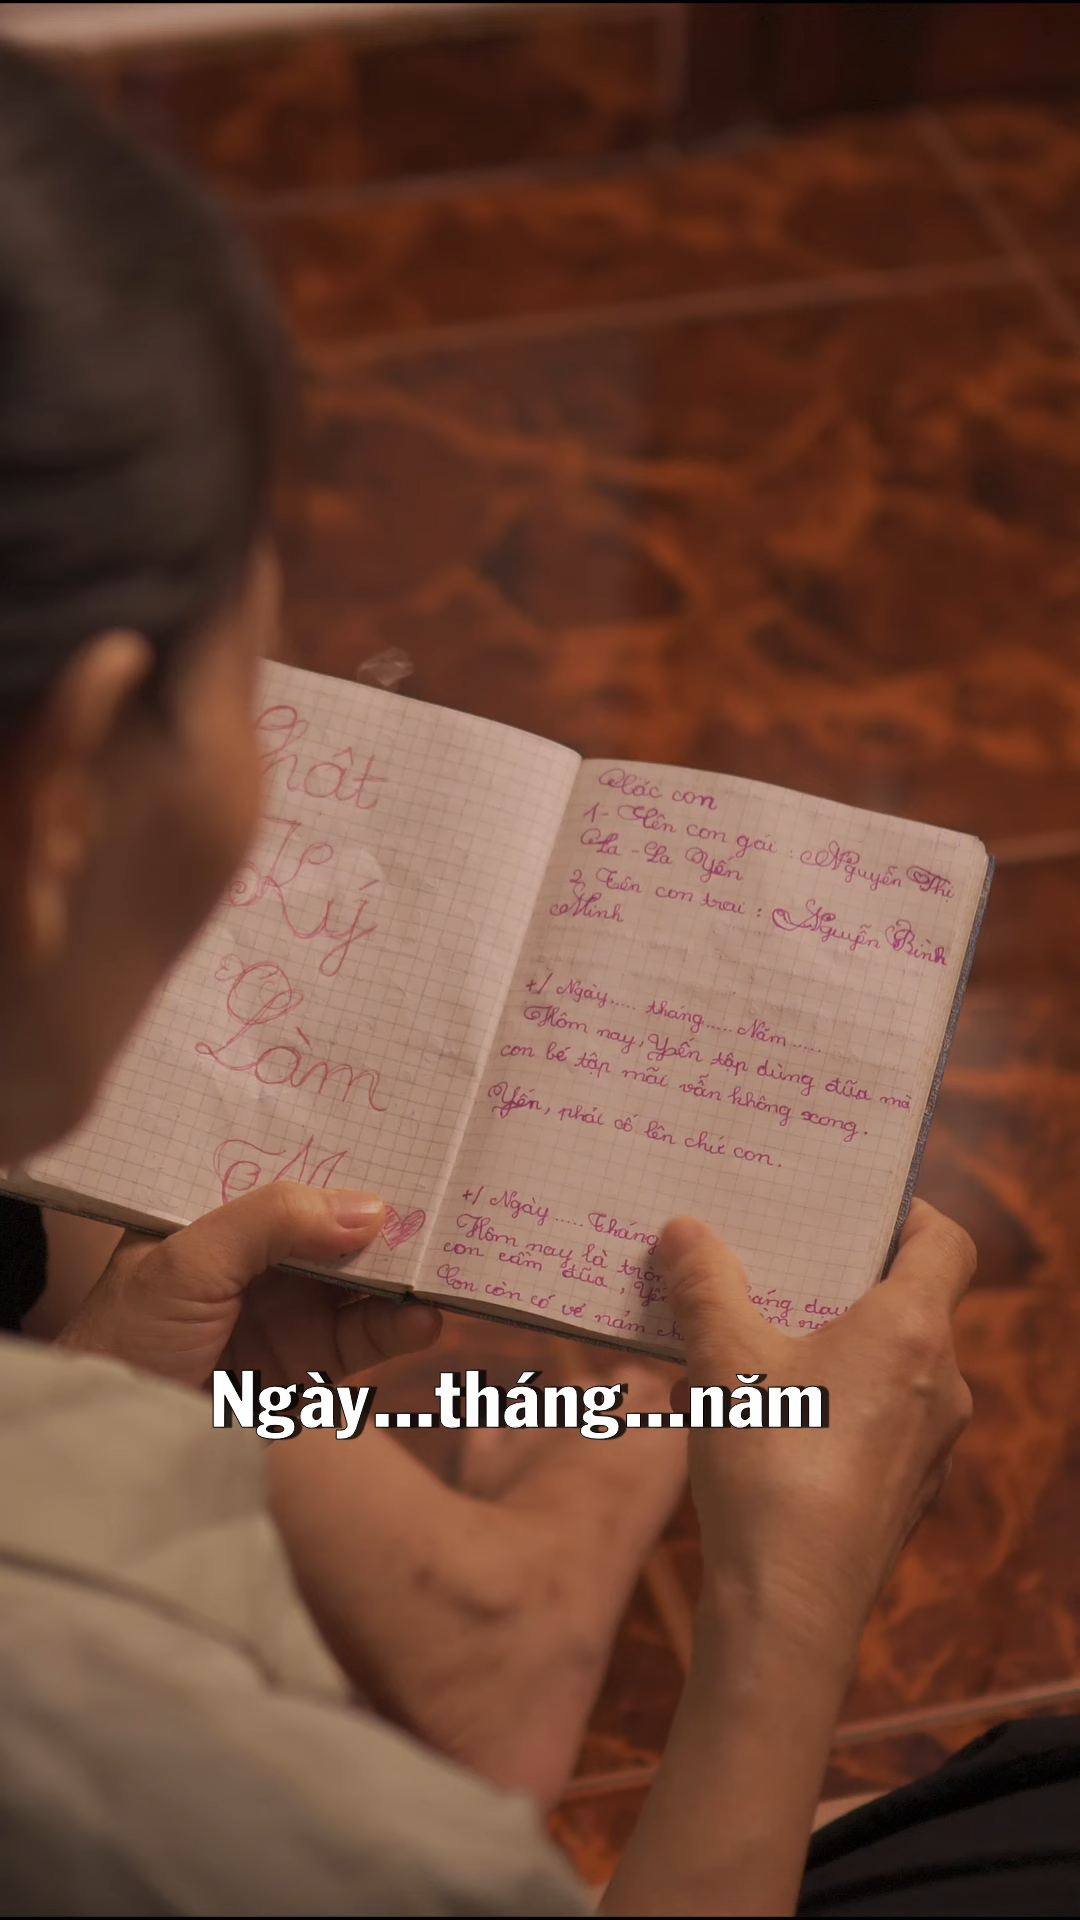 Nhật
Ký
Làm
M
Các con
1- Tên con gái : Nguyễn Thị
La - La Yến
2, Tên con trai : Nguyễn Bình
Minh
+/ Ngày..... tháng..... Năm.....
Hôm nay, Yến tập dùng đũa mà
con bé tập mãi vẫn không xong.
Yến, phải cố lên chứ con.
+/ Ngày..... Tháng
Hôm nay là tròn
con cầm đũa, Yến
Con còn có vẻ nắm ch
Ngày...tháng...năm